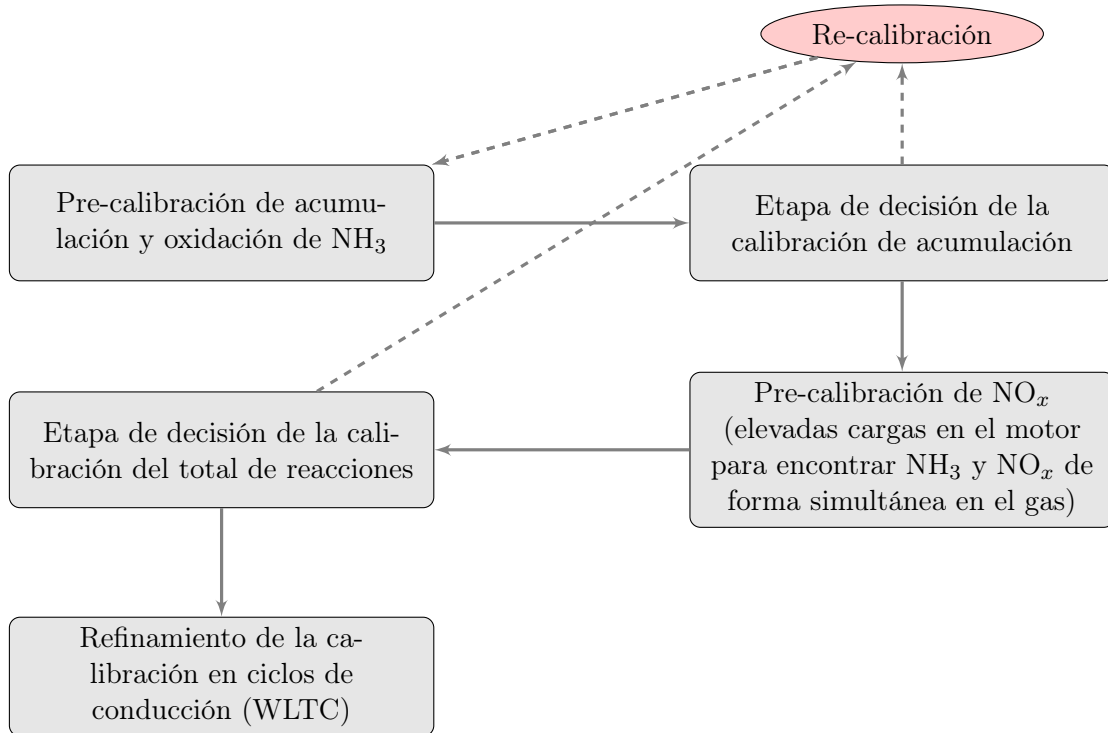 Re-calibración
Pre-calibración de acumu-
lación y oxidación de NH₃
Etapa de decisión de la
calibración de acumulación
Pre-calibración de NOₓ
(elevadas cargas en el motor
para encontrar NH₃ y NOₓ de
forma simultánea en el gas)
Etapa de decisión de la cali-
bración del total de reacciones
Refinamiento de la ca-
libración en ciclos de
conducción (WLTC)